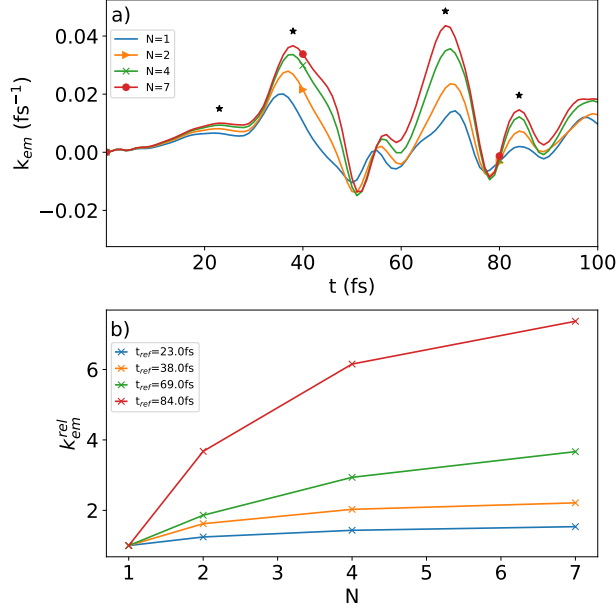 a)
N=1
N=2
N=4
N=7
0.04
0.02
0.00
−0.02
k_em (fs⁻¹)
20 40 60 80 100
t (fs)
b)
t_ref=23.0fs
t_ref=38.0fs
t_ref=69.0fs
t_ref=84.0fs
6
4
2
k_em^rel
1 2 3 4 5 6 7
N